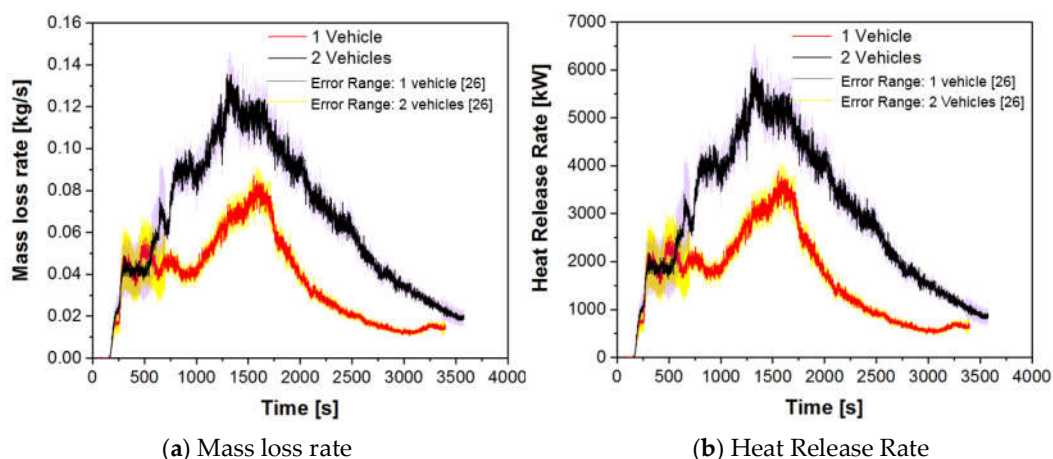 0.16
0.14
0.12
0.10
0.08
0.06
0.04
0.02
0.00
Mass loss rate [kg/s]
1 Vehicle
2 Vehicles
Error Range: 1 vehicle [26]
Error Range: 2 vehicles [26]
0 500 1000 1500 2000 2500 3000 3500 4000
Time [s]
(a) Mass loss rate
7000
6000
5000
4000
3000
2000
1000
0
Heat Release Rate [kW]
1 Vehicle
2 Vehicles
Error Range: 1 vehicle [26]
Error Range: 2 Vehicles [26]
0 500 1000 1500 2000 2500 3000 3500 4000
Time [s]
(b) Heat Release Rate